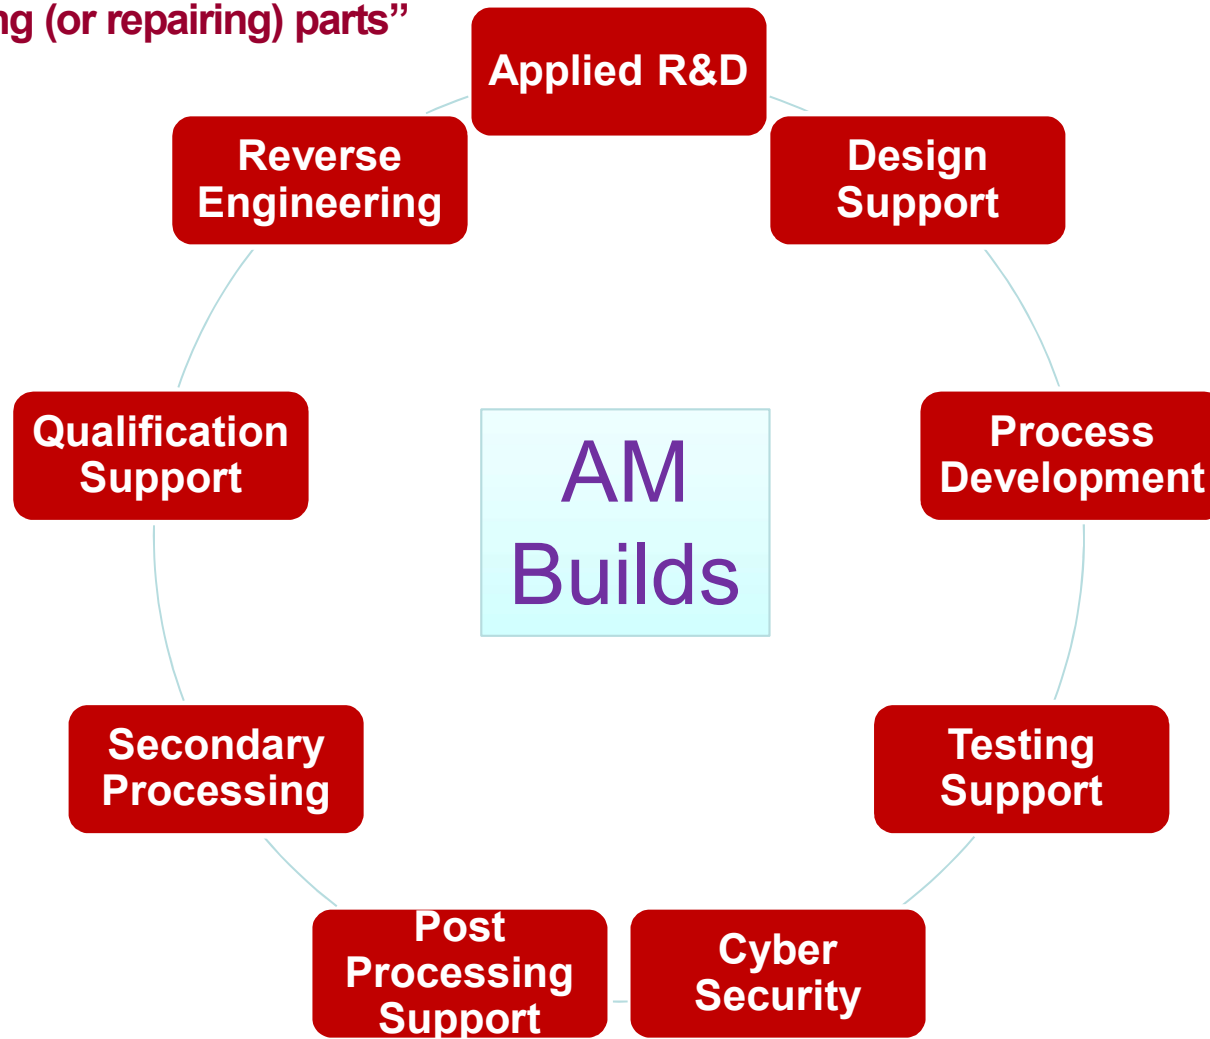 ng (or repairing) parts”
Applied R&D
Reverse
Engineering
Design
Support
Qualification
Support
AM
Builds
Process
Development
Secondary
Processing
Testing
Support
Post
Processing
Support
Cyber
Security